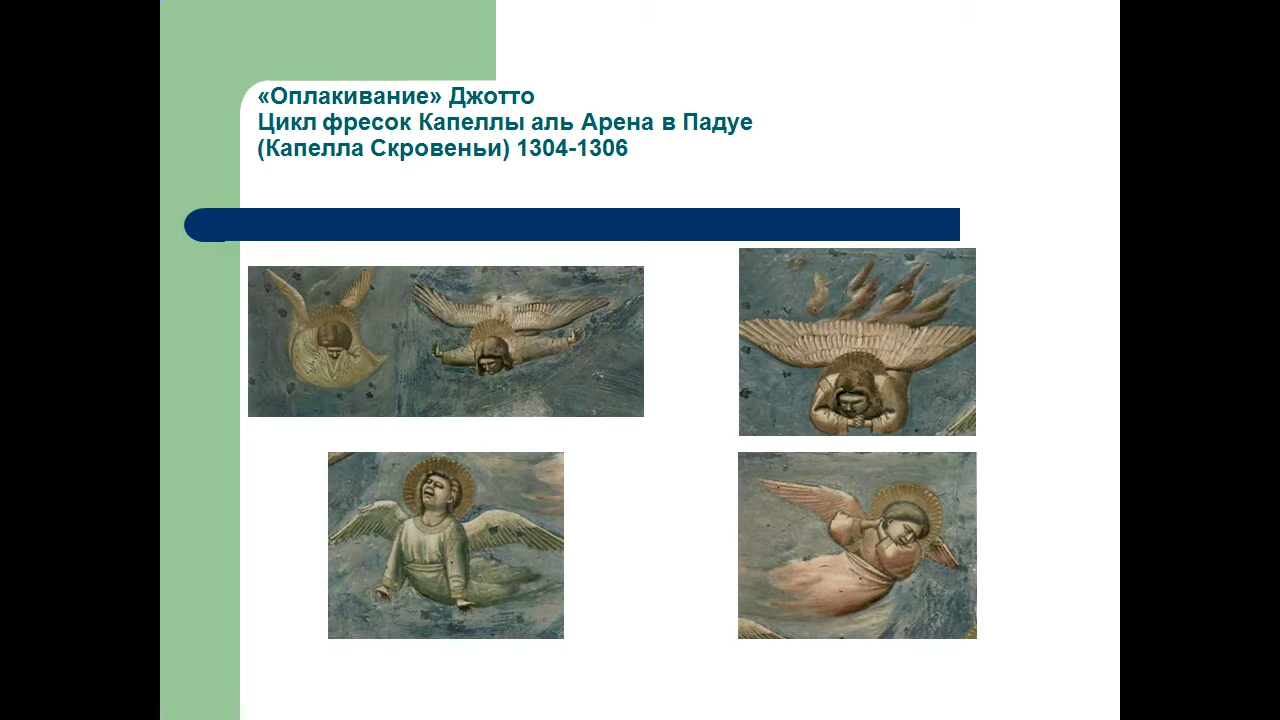 «Оплакивание» Джотто
Цикл фресок Капеллы аль Арена в Падуе
(Капелла Скровеньи) 1304-1306